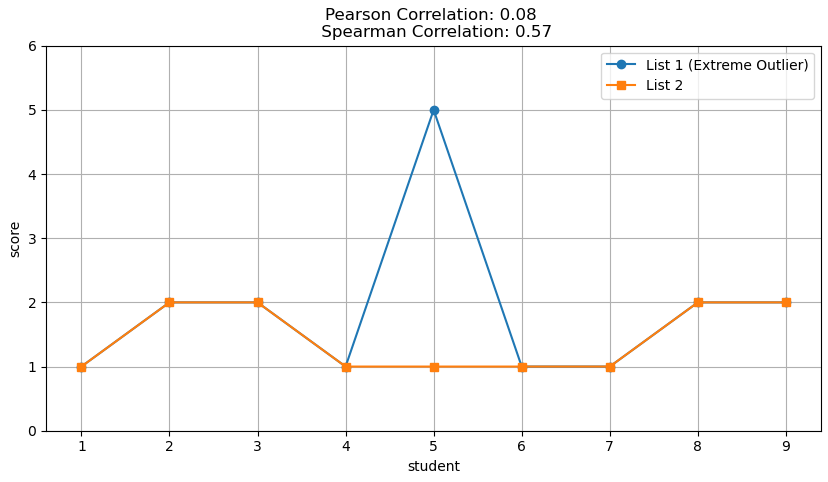 Pearson Correlation: 0.08
Spearman Correlation: 0.57
6
5
4
3
2
1
0
score
List 1 (Extreme Outlier)
List 2
1 2 3 4 5 6 7 8 9
student